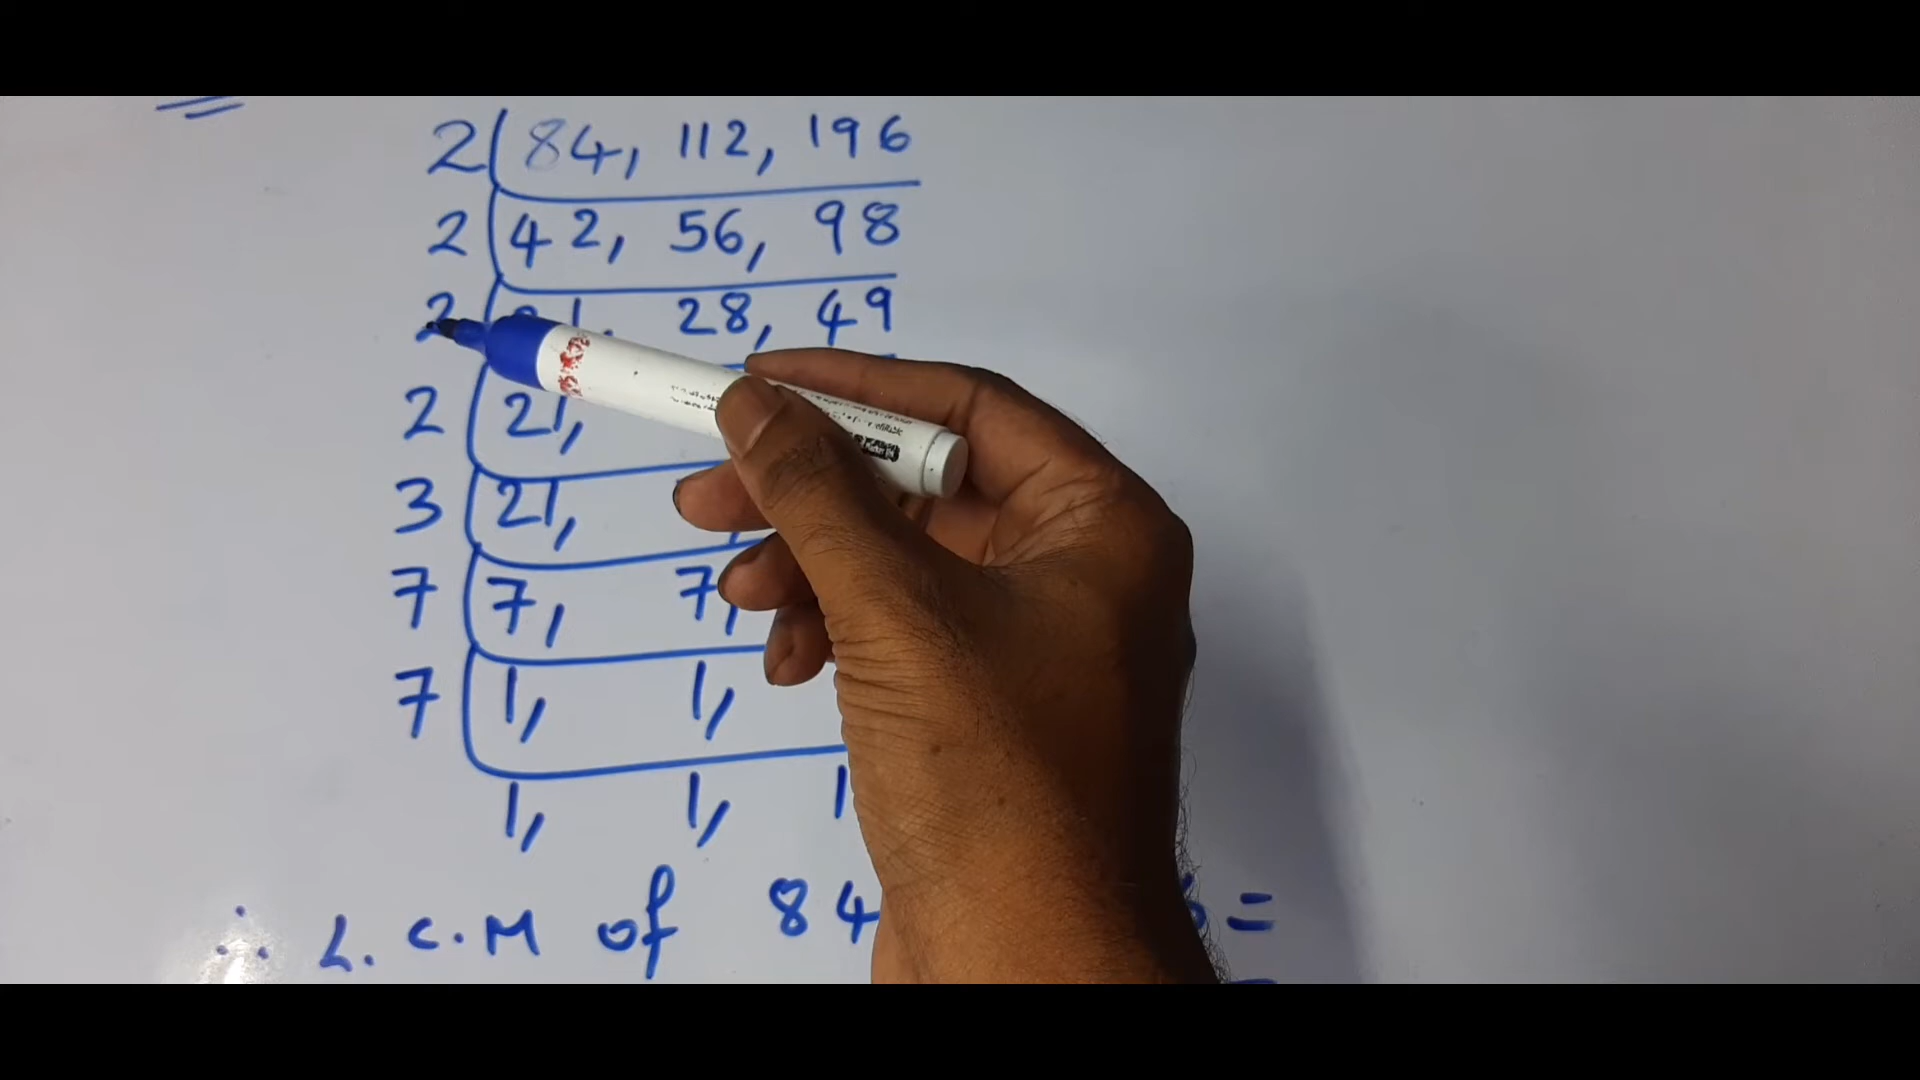 2 84, 112, 196
2 42, 56, 98
2 28, 49
2 21,
3 21,
7 7, 7,
7 1, 1,
1, 1, 1
∴ L.C.M of 84 =